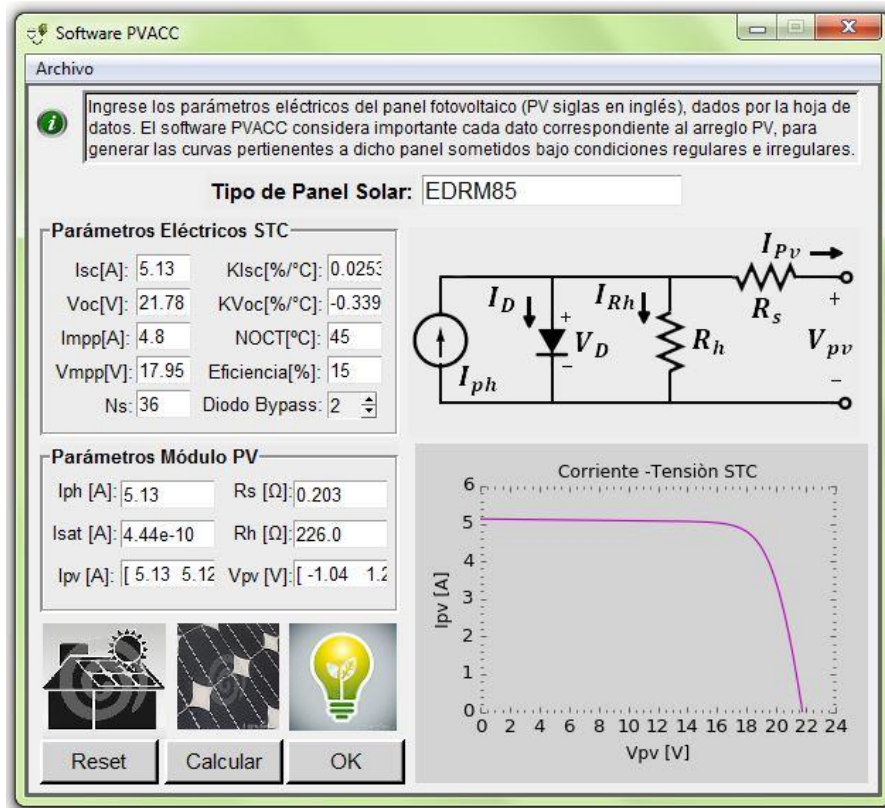 Software PVACC
Archivo
Ingrese los parámetros eléctricos del panel fotovoltaico (PV siglas en inglés), dados por la hoja de
datos. El software PVACC considera importante cada dato correspondiente al arreglo PV, para
generar las curvas pertienentes a dicho panel sometidos bajo condiciones regulares e irregulares.
Tipo de Panel Solar: EDRM85
Parámetros Eléctricos STC
Isc[A]: 5.13 KIsc[%/°C]: 0.0253
Voc[V]: 21.78 KVoc[%/°C]: -0.339
Impp[A]: 4.8 NOCT[ºC]: 45
Vmpp[V]: 17.95 Eficiencia[%]: 15
Ns: 36 Diodo Bypass: 2
I_Pv
I_D I_Rh R_s +
+ V_D R_h V_pv
I_ph - -
Parámetros Módulo PV
Iph [A]: 5.13 Rs [Ω]: 0.203
Isat [A]: 4.44e-10 Rh [Ω]: 226.0
Ipv [A]: [ 5.13 5.12 Vpv [V]: [ -1.04 1.2
Corriente -Tensiòn STC
6
5
4
3
2
1
0
Ipv [A]
0 2 4 6 8 10 12 14 16 18 20 22 24
Vpv [V]
Reset Calcular OK